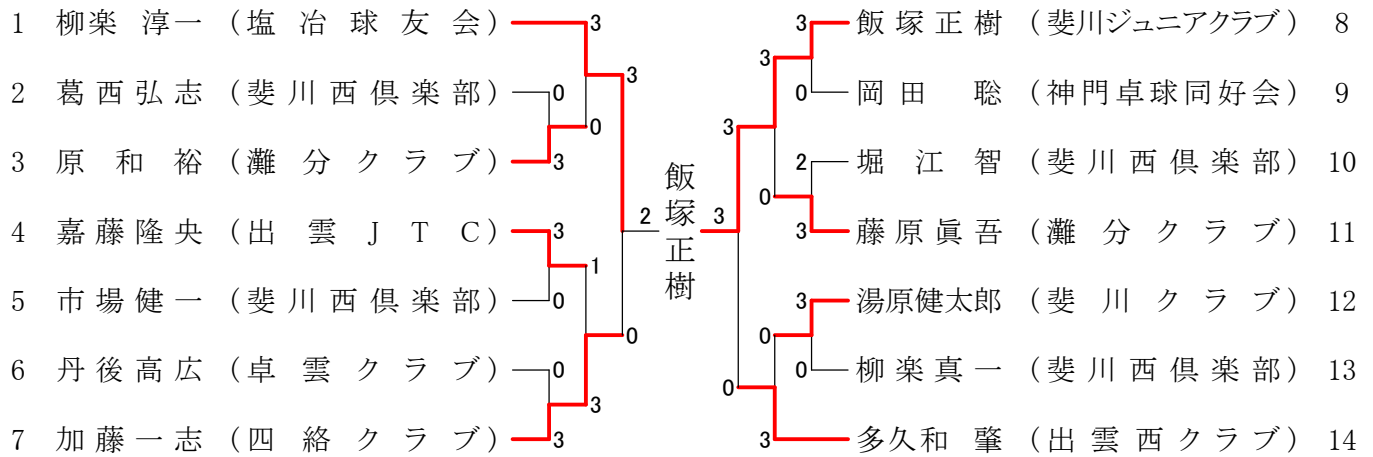 1 柳楽 淳一 (塩冶球友会) 3
3 飯塚正樹 (斐川ジュニアクラブ) 8
3
3
2 葛西弘志 (斐川西倶楽部) 0
0 岡田 聡 (神門卓球同好会) 9
0
3
3 原 和裕 (灘分クラブ) 3
2 堀江智 (斐川西倶楽部) 10
0
2 飯塚正樹 3
4 嘉藤隆央 (出雲JTC) 3
3 藤原眞吾 (灘分クラブ) 11
1
5 市場健一 (斐川西倶楽部) 0
3 湯原健太郎 (斐川クラブ) 12
0
0
6 丹後高広 (卓雲クラブ) 0
0 柳楽真一 (斐川西倶楽部) 13
3
0
7 加藤一志 (四絡クラブ) 3
3 多久和 肇 (出雲西クラブ) 14